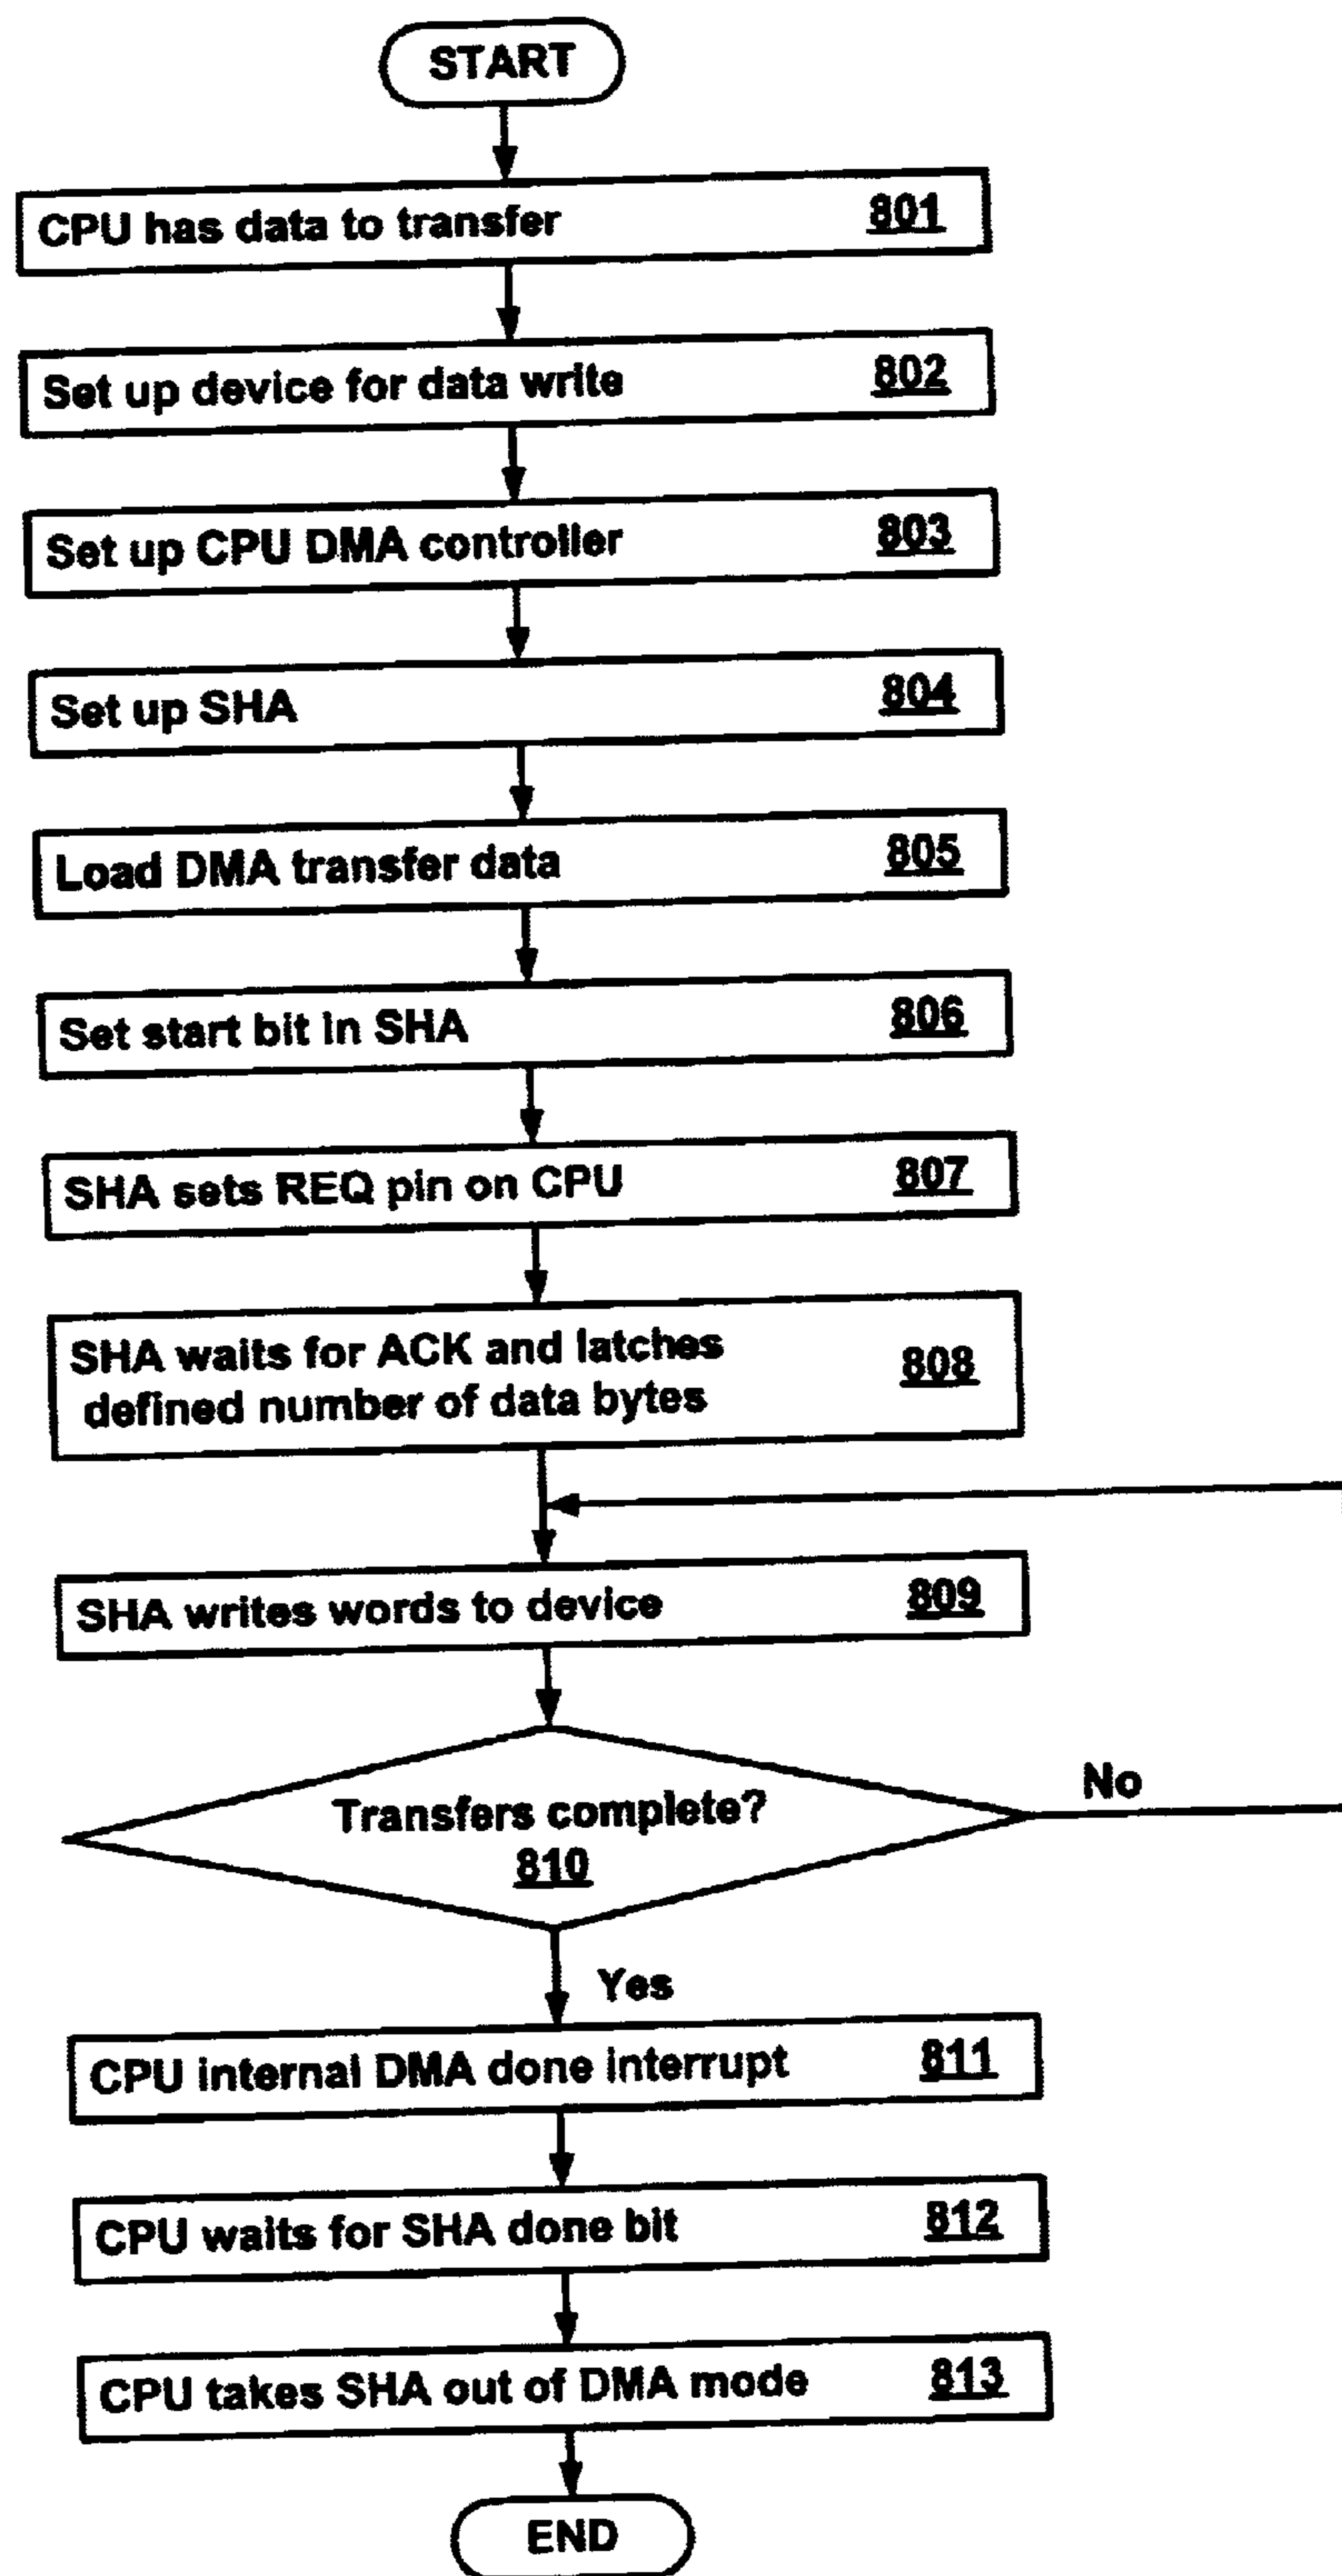 START
CPU has data to transfer 801
Set up device for data write 802
Set up CPU DMA controller 803
Set up SHA 804
Load DMA transfer data 805
Set start bit in SHA 806
SHA sets REQ pin on CPU 807
SHA waits for ACK and latches
defined number of data bytes 808
SHA writes words to device 809
Transfers complete?
810
No
Yes
CPU internal DMA done interrupt 811
CPU waits for SHA done bit 812
CPU takes SHA out of DMA mode 813
END